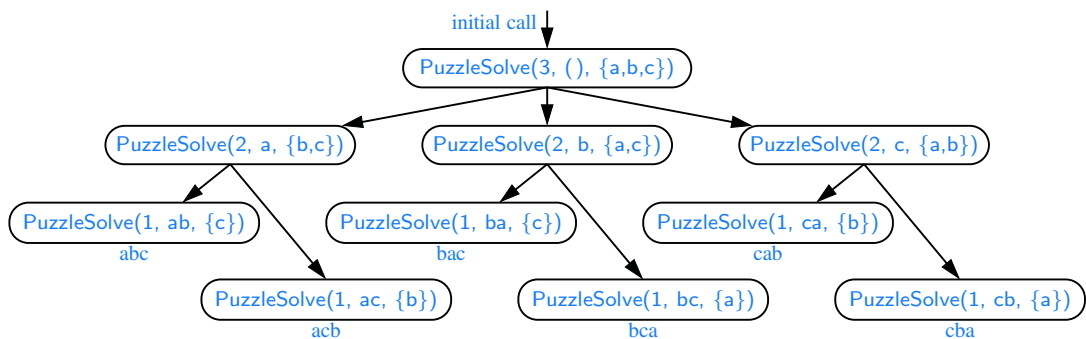 initial call
PuzzleSolve(3, ( ), {a,b,c})
PuzzleSolve(2, a, {b,c})
PuzzleSolve(2, b, {a,c})
PuzzleSolve(2, c, {a,b})
PuzzleSolve(1, ab, {c})
PuzzleSolve(1, ba, {c})
PuzzleSolve(1, ca, {b})
abc
bac
cab
PuzzleSolve(1, ac, {b})
PuzzleSolve(1, bc, {a})
PuzzleSolve(1, cb, {a})
acb
bca
cba